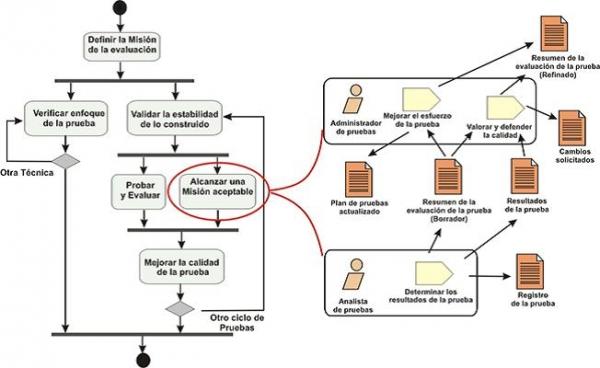 Definir la Misión
de la evaluación
Verificar enfoque
de la prueba
Validar la estabilidad
de lo construido
Otra Técnica
Probar
y Evaluar
Alcanzar una
Misión aceptable
Mejorar la calidad
de la prueba
Otro ciclo de
Pruebas
Resumen de la
evaluación de la prueba
(Refinado)
Administrador
de pruebas
Mejorar el esfuerzo
de la prueba
Valorar y defender
la calidad
Cambios
solicitados
Plan de pruebas
actualizado
Resumen de la
evaluación de la prueba
(Borrador)
Resultados
de la prueba
Analista
de pruebas
Determinar los
resultados de la prueba
Registro
de la prueba